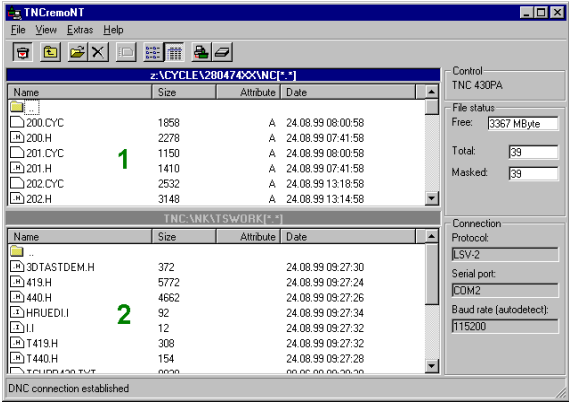 TNCremoNT
File View Extras Help
z:\CYCLE\280474XX\NC[*.*]
Name Size Attribute Date
..
200.CYC 1858 A 24.08.99 08:00:58
200.H 2278 A 24.08.99 07:41:58
201.CYC 1150 A 24.08.99 08:00:58
201.H 1410 A 24.08.99 07:41:58
202.CYC 2532 A 24.08.99 13:18:58
202.H 3148 A 24.08.99 13:14:58
1
TNC:\NK\TSWORK[*.*]
Name Size Attribute Date
..
3DTASTDEM.H 372 24.08.99 09:27:30
419.H 5772 24.08.99 09:27:24
440.H 4662 24.08.99 09:27:26
HRUEDI.I 92 24.08.99 09:27:34
I.I 12 24.08.99 09:27:32
T419.H 308 24.08.99 09:27:32
T440.H 154 24.08.99 09:27:28
2
Control
TNC 430PA
File status
Free: 3367 MByte
Total: 39
Masked: 39
Connection
Protocol:
LSV-2
Serial port:
COM2
Baud rate (autodetect):
115200
DNC connection established